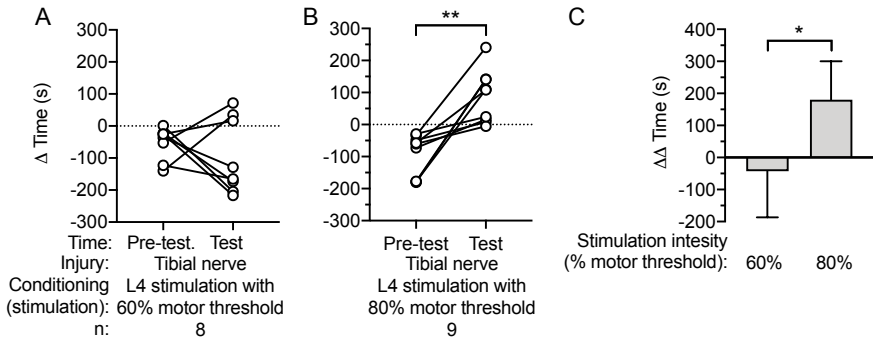 A
B
C
Δ Time (s)
300
200
100
0
-100
-200
-300
**
300
200
100
0
-100
-200
-300
ΔΔ Time (s)
400
300
200
100
0
-100
-200
*
Time: Pre-test. Test
Injury: Tibial nerve
Conditioning L4 stimulation with
(stimulation): 60% motor threshold
n: 8
Pre-test Test
Tibial nerve
L4 stimulation with
80% motor threshold
9
Stimulation intesity
(% motor threshold): 60% 80%